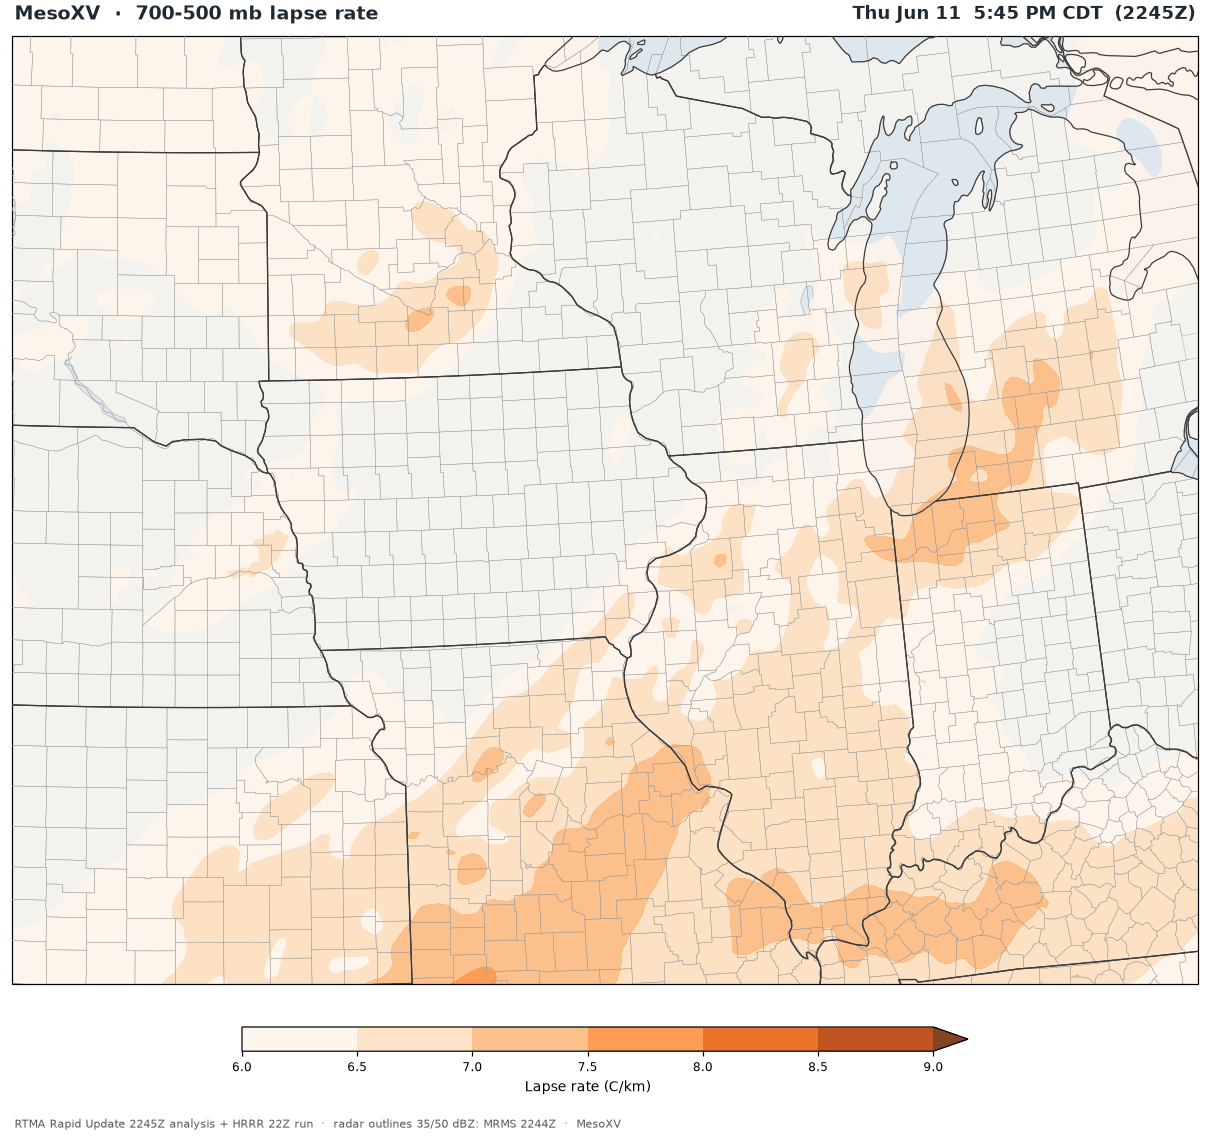 MesoXV · 700-500 mb lapse rate
Thu Jun 11 5:45 PM CDT (2245Z)
6.0 6.5 7.0 7.5 8.0 8.5 9.0
Lapse rate (C/km)
RTMA Rapid Update 2245Z analysis + HRRR 22Z run · radar outlines 35/50 dBZ: MRMS 2244Z · MesoXV